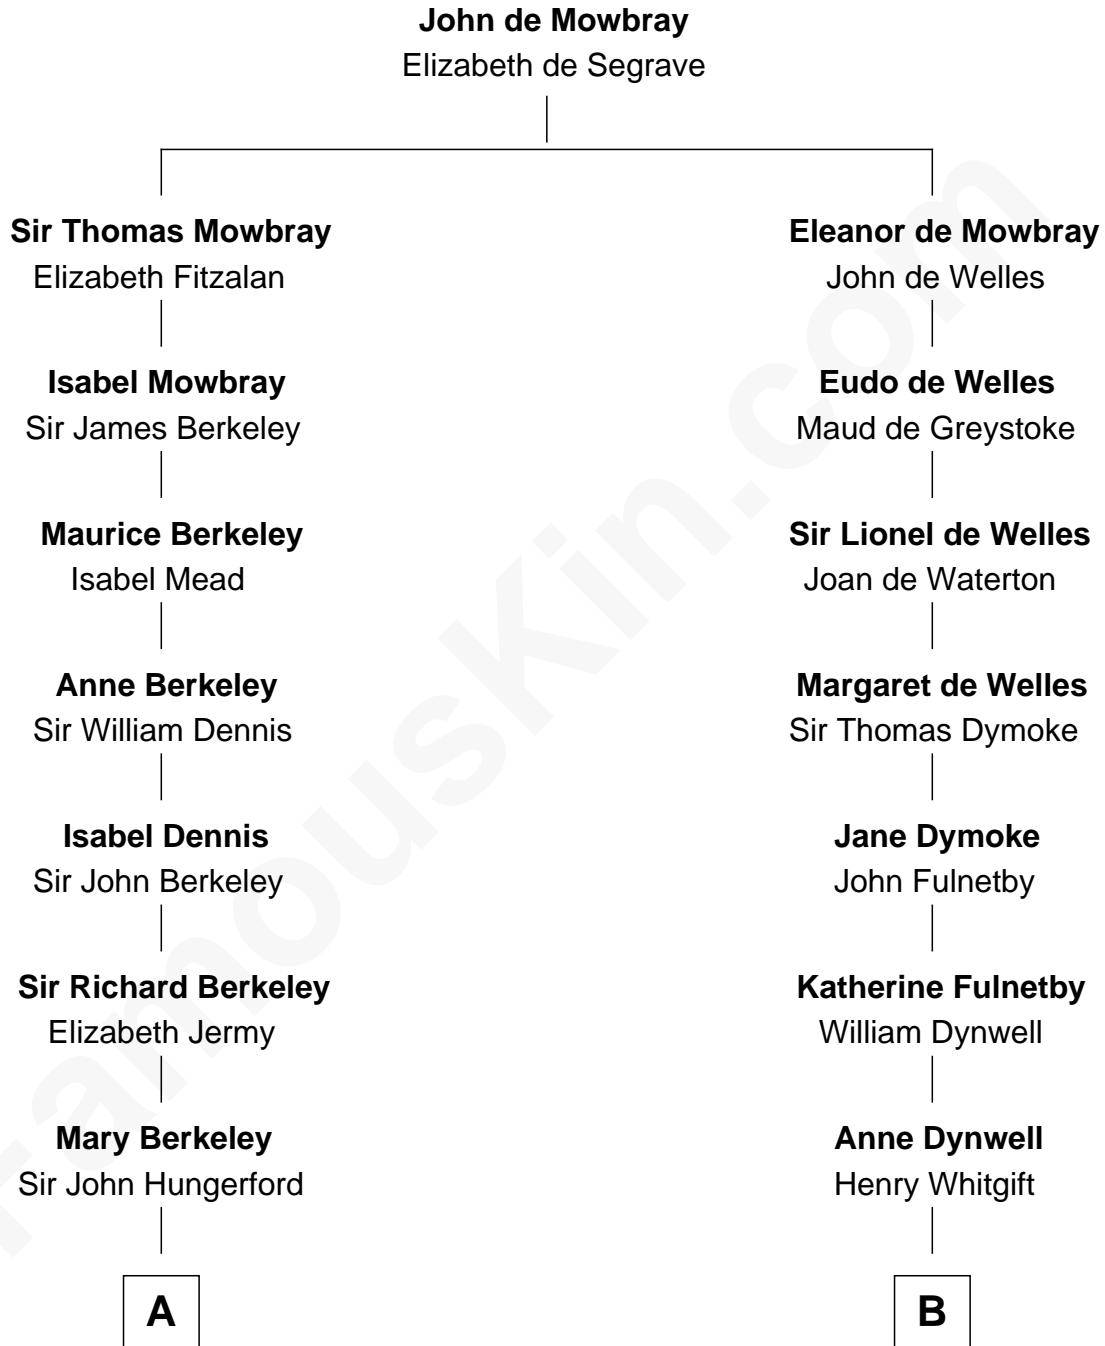 John de Mowbray
Elizabeth de Segrave
Sir Thomas Mowbray
Elizabeth Fitzalan
Eleanor de Mowbray
John de Welles
Isabel Mowbray
Sir James Berkeley
Eudo de Welles
Maud de Greystoke
Maurice Berkeley
Isabel Mead
Sir Lionel de Welles
Joan de Waterton
Anne Berkeley
Sir William Dennis
Margaret de Welles
Sir Thomas Dymoke
Isabel Dennis
Sir John Berkeley
Jane Dymoke
John Fulnetby
Sir Richard Berkeley
Elizabeth Jermy
Katherine Fulnetby
William Dynwell
Mary Berkeley
Sir John Hungerford
Anne Dynwell
Henry Whitgift
A
B
FamousKin.com